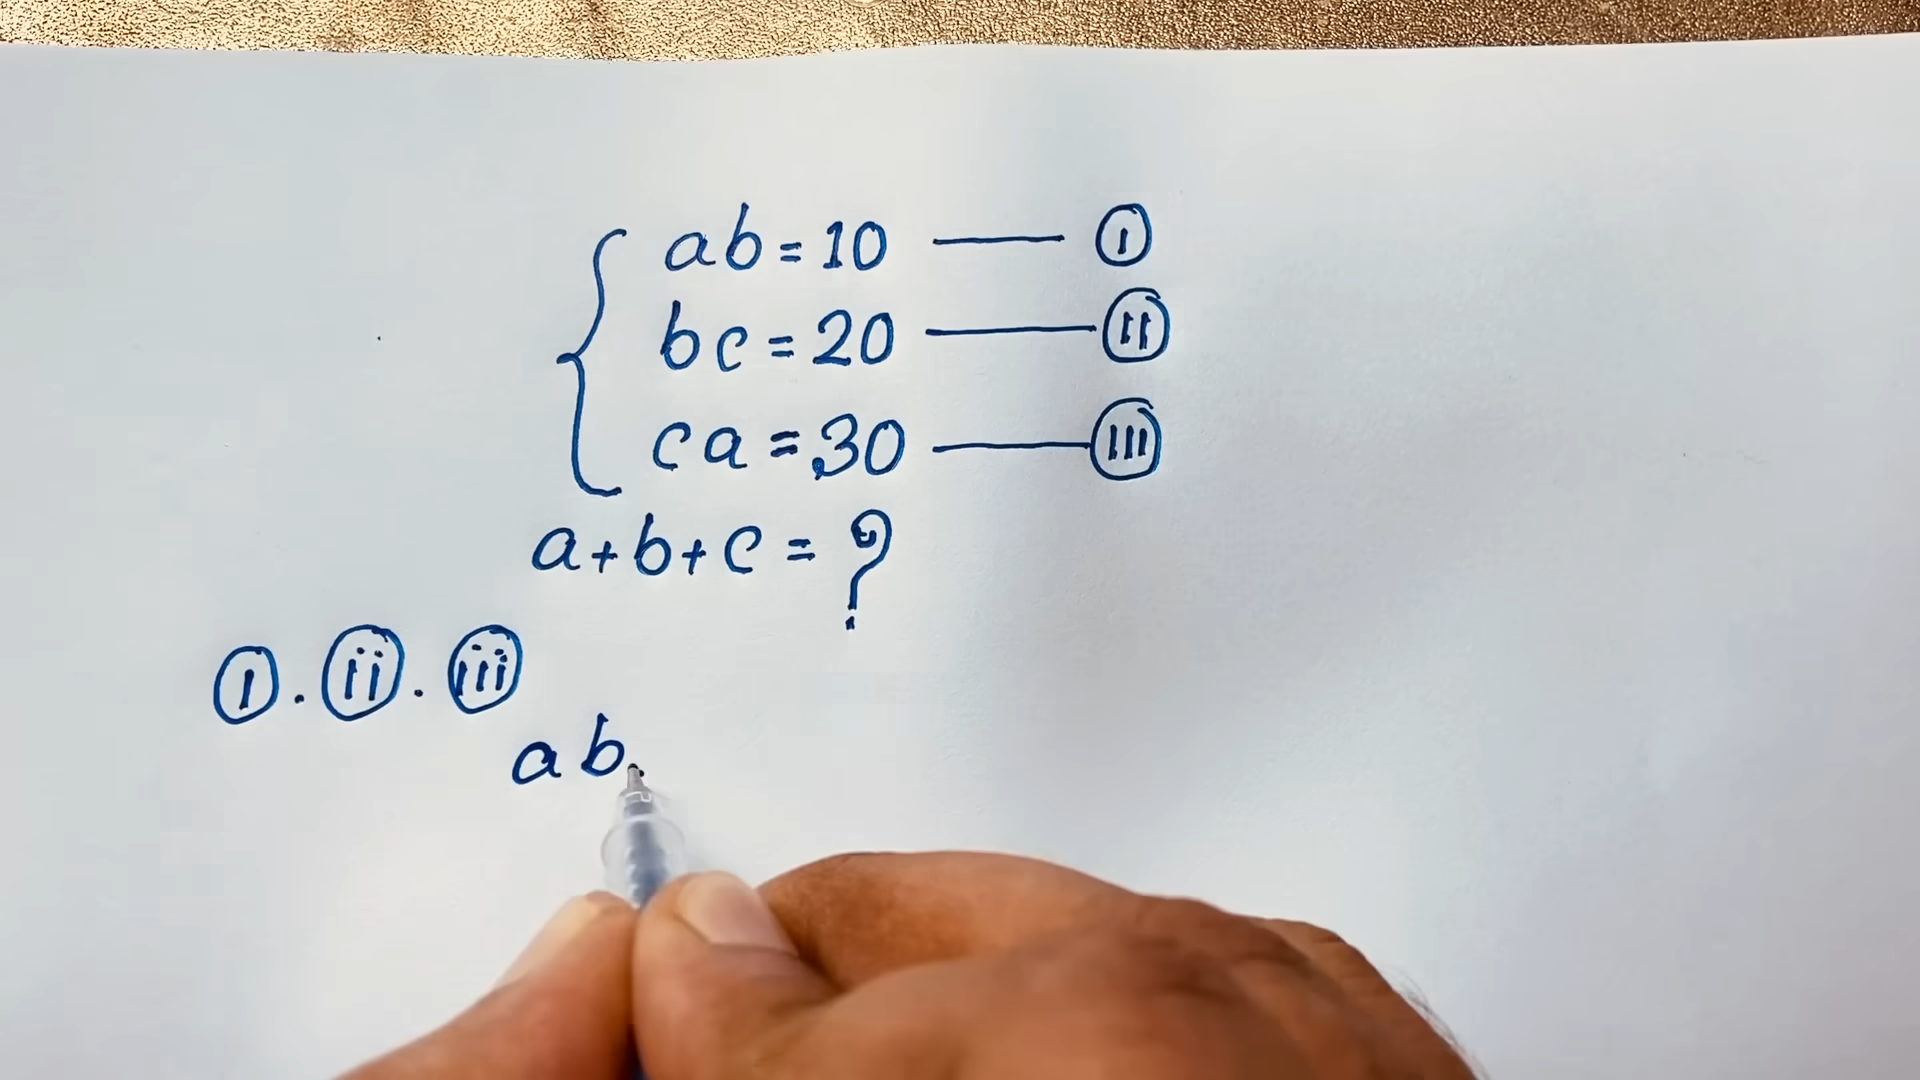 ab = 10 —— I
bc = 20 —— II
ca = 30 —— III
a+b+c = ?
I . ii . iii
ab.